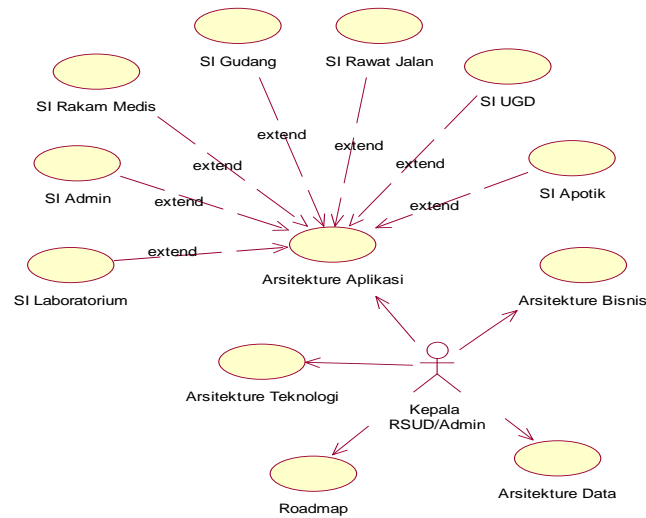 SI Gudang
SI Rawat Jalan
SI Rakam Medis
SI UGD
extend
extend
extend
extend
SI Admin
extend
SI Apotik
extend
extend
SI Laboratorium
Arsitekture Aplikasi
Arsitekture Bisnis
Arsitekture Teknologi
Kepala
RSUD/Admin
Roadmap
Arsitekture Data